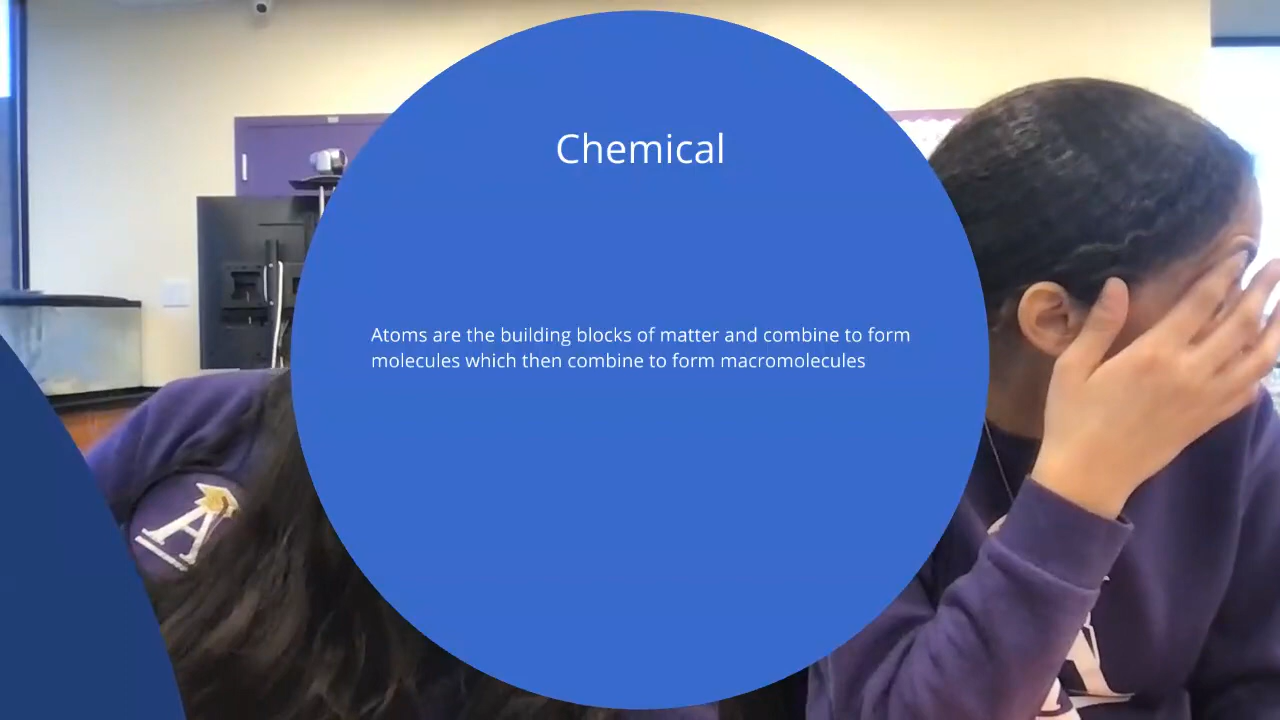 Chemical
Atoms are the building blocks of matter and combine to form
molecules which then combine to form macromolecules
A
A